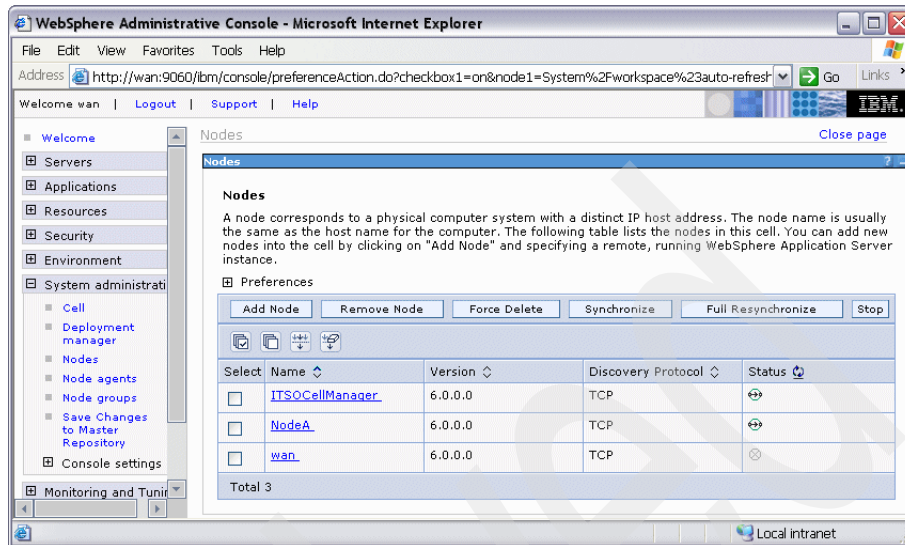 WebSphere Administrative Console - Microsoft Internet Explorer
File Edit View Favorites Tools Help
Address http://wan:9060/ibm/console/preferenceAction.do?checkbox1=on&node1=System%2Fworkspace%23auto-refresh Go Links
Welcome wan | Logout | Support | Help IBM.
Welcome
Servers
Applications
Resources
Security
Environment
System administrati
Cell
Deployment
manager
Nodes
Node agents
Node groups
Save Changes
to Master
Repository
Console settings
Monitoring and Tunin
Nodes Close page
Nodes ? -
Nodes
A node corresponds to a physical computer system with a distinct IP host address. The node name is usually
the same as the host name for the computer. The following table lists the nodes in this cell. You can add new
nodes into the cell by clicking on "Add Node" and specifying a remote, running WebSphere Application Server
instance.
Preferences
Add Node Remove Node Force Delete Synchronize Full Resynchronize Stop
Select Name Version Discovery Protocol Status
ITSOCellManager 6.0.0.0 TCP
NodeA 6.0.0.0 TCP
wan 6.0.0.0 TCP
Total 3
Local intranet